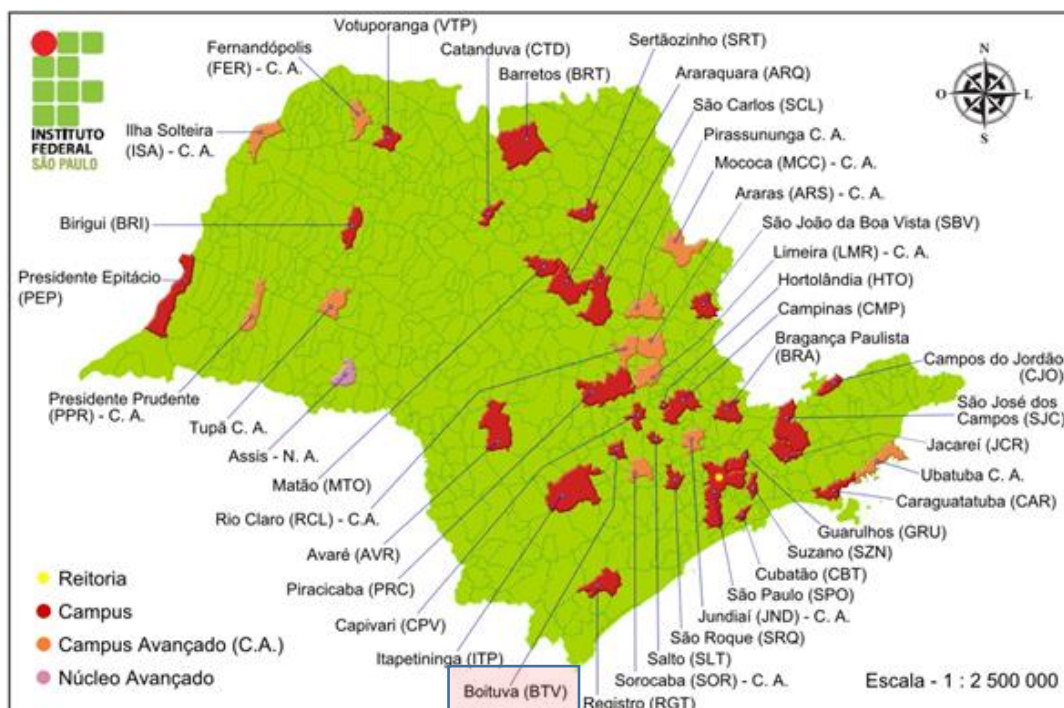 INSTITUTO
FEDERAL
SÃO PAULO
Votuporanga (VTP)
Fernandópolis
(FER) - C. A.
Catanduva (CTD)
Barretos (BRT)
Sertãozinho (SRT)
Araraquara (ARQ)
São Carlos (SCL)
Pirassununga C. A.
Mococa (MCC) - C. A.
Araras (ARS) - C. A.
São João da Boa Vista (SBV)
Limeira (LMR) - C. A.
Hortolândia (HTO)
Campinas (CMP)
Bragança Paulista
(BRA)
Campos do Jordão
(CJO)
São José dos
Campos (SJC)
Jacareí (JCR)
Ubatuba C. A.
Caraguatatuba (CAR)
Guarulhos (GRU)
Suzano (SZN)
Cubatão (CBT)
São Paulo (SPO)
Jundiaí (JND) - C. A.
São Roque (SRQ)
Salto (SLT)
Sorocaba (SOR) - C. A.
Registro (RGT)
Boituva (BTV)
Itapetininga (ITP)
Capivari (CPV)
Piracicaba (PRC)
Avaré (AVR)
Rio Claro (RCL) - C.A.
Matão (MTO)
Assis - N. A.
Tupã C. A.
Presidente Prudente
(PPR) - C. A.
Presidente Epitácio
(PEP)
Birigui (BRI)
Ilha Solteira
(ISA) - C. A.
N
O
L
S
Reitoria
Campus
Campus Avançado (C.A.)
Núcleo Avançado
Escala - 1 : 2 500 000